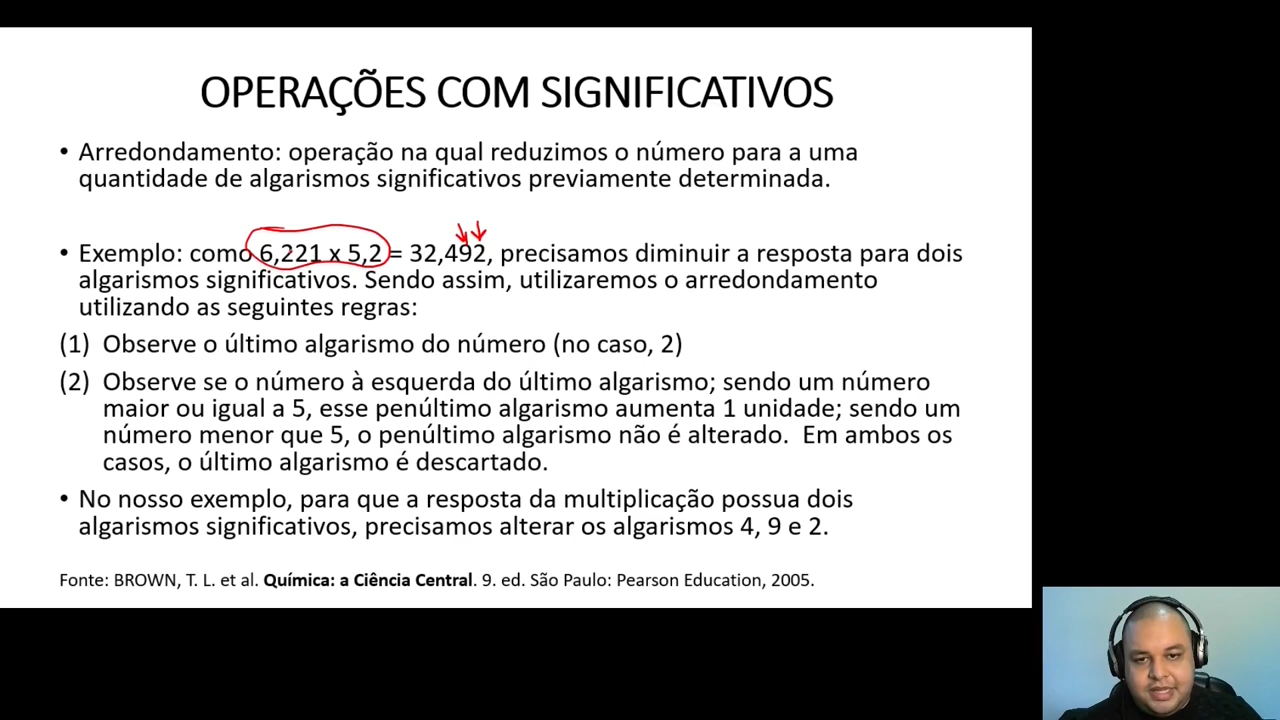 OPERAÇÕES COM SIGNIFICATIVOS
• Arredondamento: operação na qual reduzimos o número para a uma
quantidade de algarismos significativos previamente determinada.
• Exemplo: como 6,221 x 5,2 = 32,492, precisamos diminuir a resposta para dois
algarismos significativos. Sendo assim, utilizaremos o arredondamento
utilizando as seguintes regras:
(1) Observe o último algarismo do número (no caso, 2)
(2) Observe se o número à esquerda do último algarismo; sendo um número
maior ou igual a 5, esse penúltimo algarismo aumenta 1 unidade; sendo um
número menor que 5, o penúltimo algarismo não é alterado. Em ambos os
casos, o último algarismo é descartado.
• No nosso exemplo, para que a resposta da multiplicação possua dois
algarismos significativos, precisamos alterar os algarismos 4, 9 e 2.
Fonte: BROWN, T. L. et al. Química: a Ciência Central. 9. ed. São Paulo: Pearson Education, 2005.